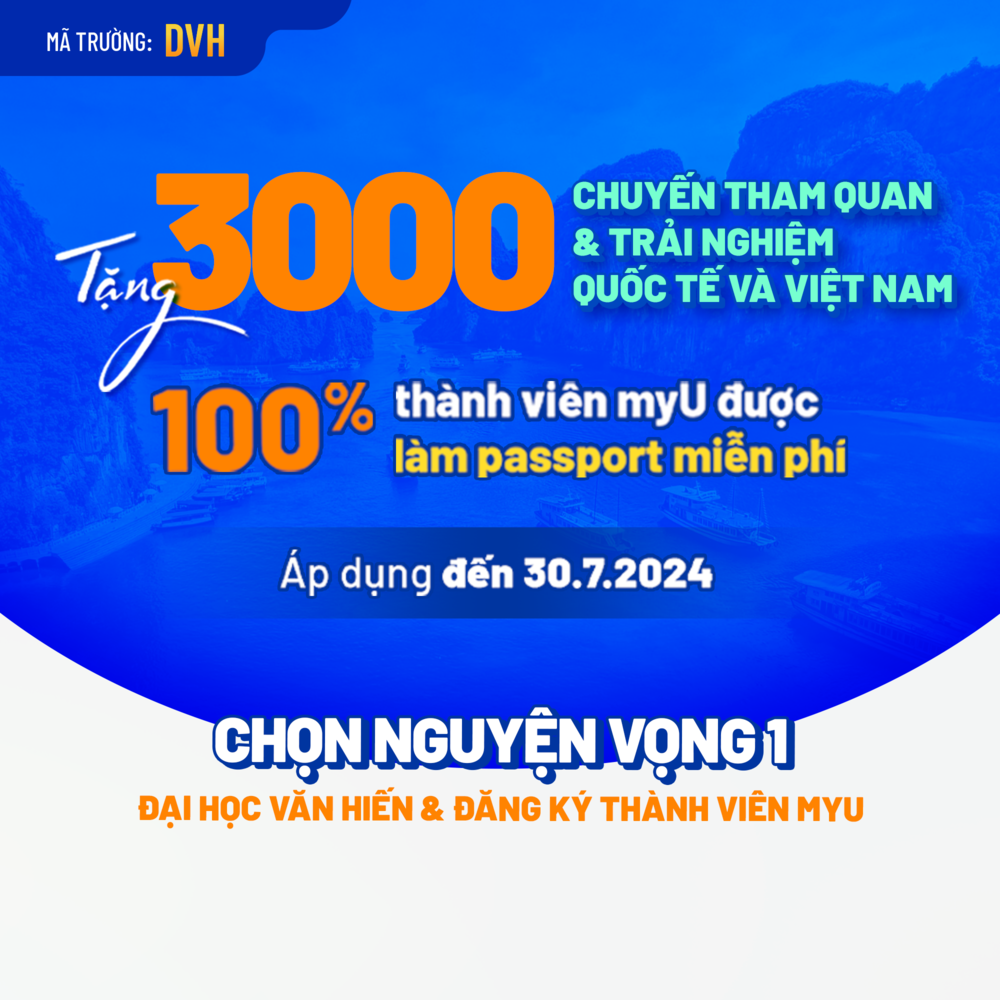 MÃ TRƯỜNG: DVH
Tặng 3000
CHUYẾN THAM QUAN
& TRẢI NGHIỆM
QUỐC TẾ VÀ VIỆT NAM
100%
thành viên myU được
làm passport miễn phí
Áp dụng đến 30.7.2024
CHỌN NGUYỆN VỌNG 1
ĐẠI HỌC VĂN HIẾN & ĐĂNG KÝ THÀNH VIÊN MYU